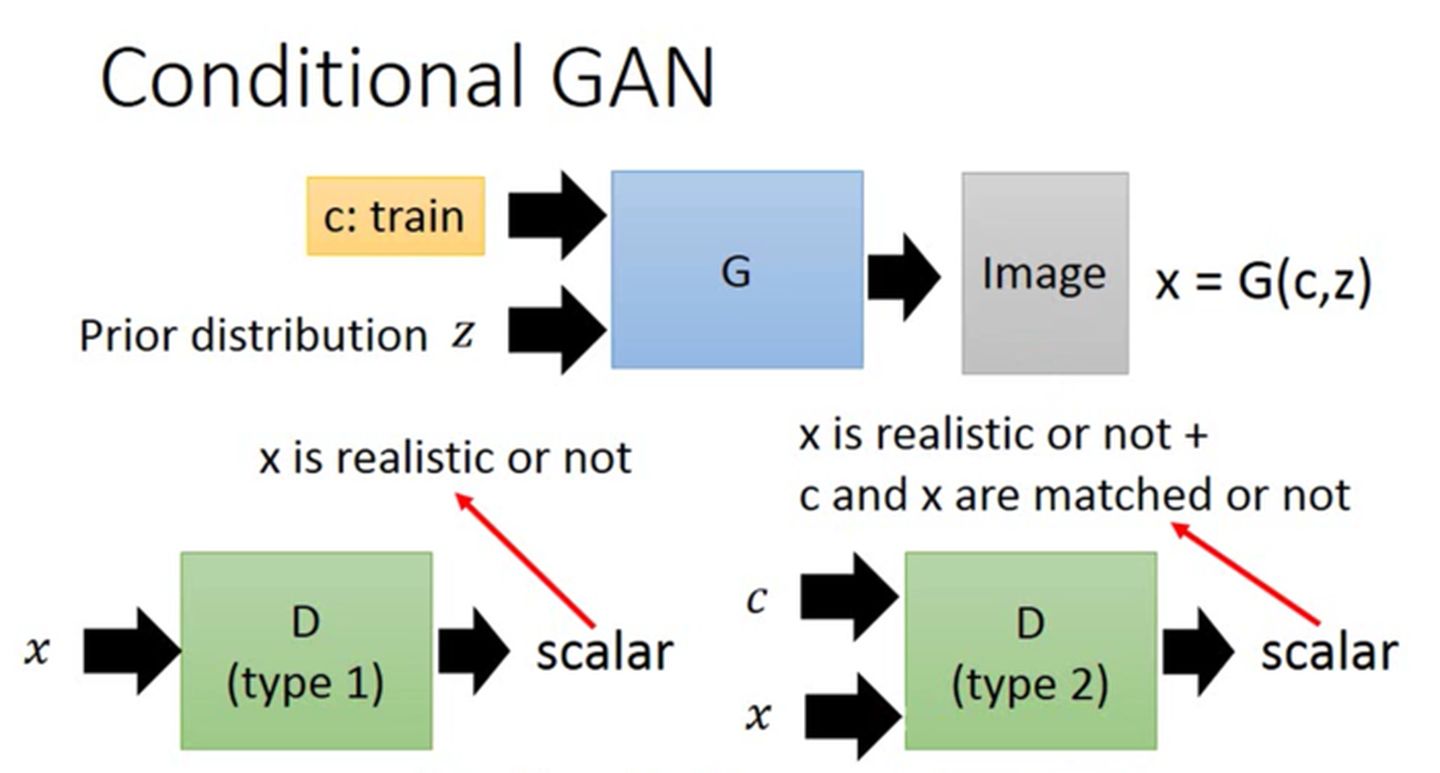 Conditional GAN
c: train
G
Image
x = G(c,z)
Prior distribution z
x is realistic or not
x is realistic or not +
c and x are matched or not
x
D
(type 1)
scalar
c
x
D
(type 2)
scalar